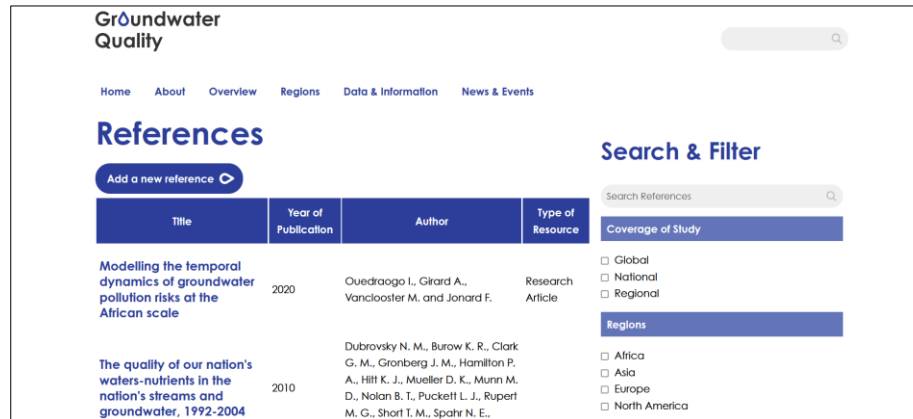 Groundwater
Quality
Home About Overview Regions Data & Information News & Events
References
Add a new reference
Title
Year of
Publication
Author
Type of
Resource
Modelling the temporal
dynamics of groundwater
pollution risks at the
African scale
2020
Ouedraogo I., Girard A.,
Vanclooster M. and Jonard F.
Research
Article
The quality of our nation's
waters-nutrients in the
nation's streams and
groundwater, 1992-2004
2010
Dubrovsky N. M., Burow K. R., Clark
G. M., Gronberg J. M., Hamilton P.
A., Hitt K. J., Mueller D. K., Munn M.
D., Nolan B. T., Puckett L. J., Rupert
M. G., Short T. M., Spahr N. E.,
Search & Filter
Search References
Coverage of Study
Global
National
Regional
Regions
Africa
Asia
Europe
North America